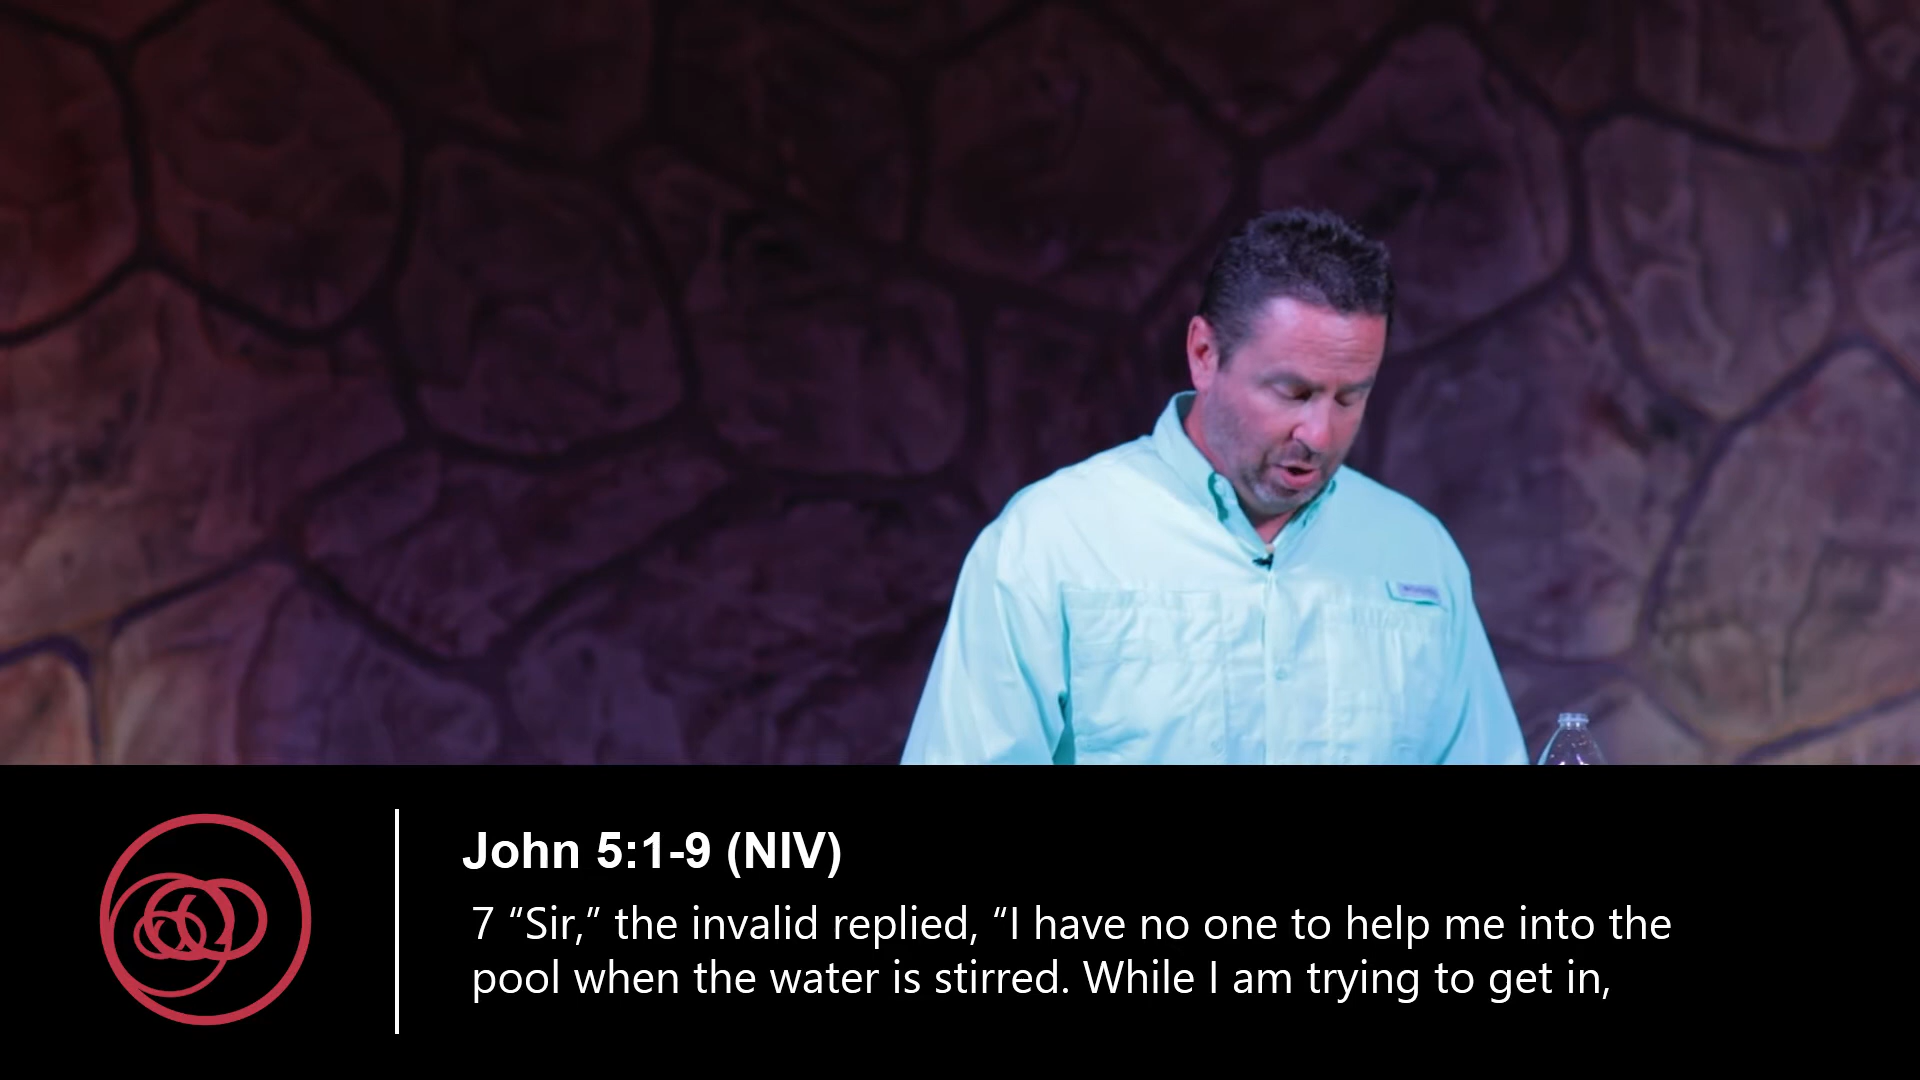 John 5:1-9 (NIV)
7 “Sir,” the invalid replied, “I have no one to help me into the
pool when the water is stirred. While I am trying to get in,